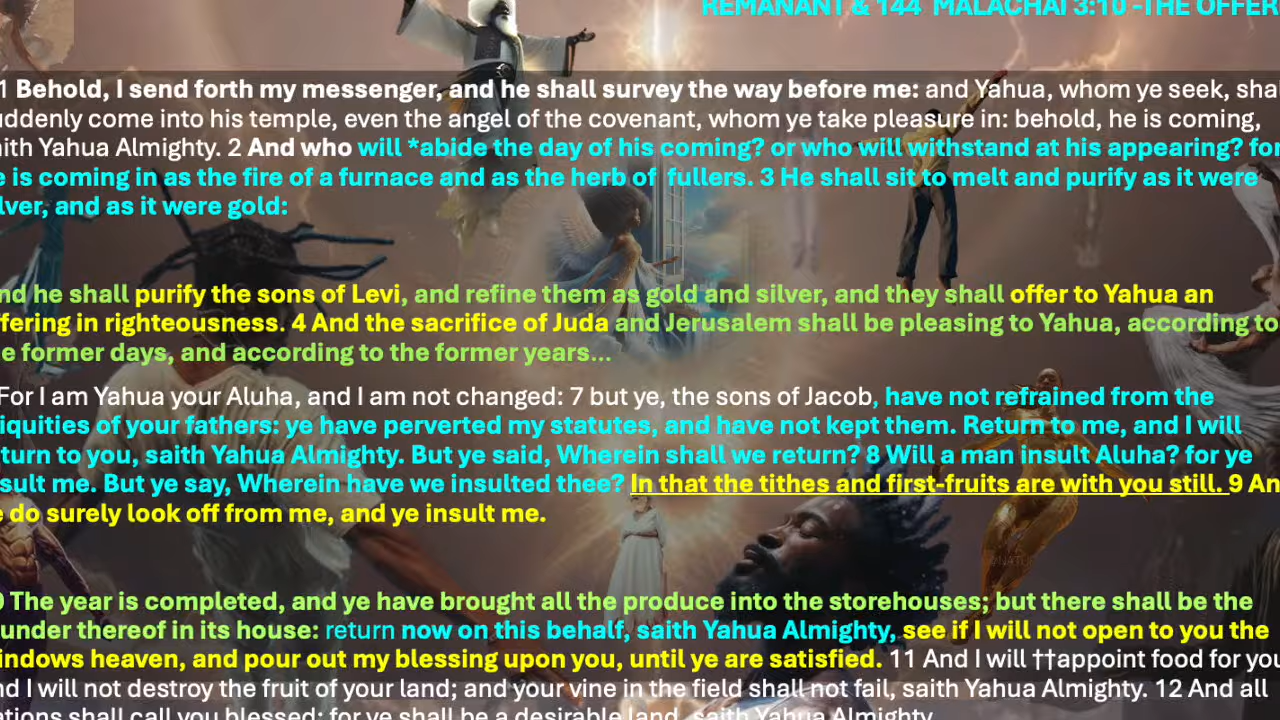 REMANANT & 144 MALACHAI 3:10 -THE OFFER
1 Behold, I send forth my messenger, and he shall survey the way before me: and Yahua, whom ye seek, shal
uddenly come into his temple, even the angel of the covenant, whom ye take pleasure in: behold, he is coming,
aith Yahua Almighty. 2 And who will *abide the day of his coming? or who will withstand at his appearing? for
e is coming in as the fire of a furnace and as the herb of fullers. 3 He shall sit to melt and purify as it were
lver, and as it were gold:
nd he shall purify the sons of Levi, and refine them as gold and silver, and they shall offer to Yahua an
ffering in righteousness. 4 And the sacrifice of Juda and Jerusalem shall be pleasing to Yahua, according to
e former days, and according to the former years...
For I am Yahua your Aluha, and I am not changed: 7 but ye, the sons of Jacob, have not refrained from the
iquities of your fathers: ye have perverted my statutes, and have not kept them. Return to me, and I will
turn to you, saith Yahua Almighty. But ye said, Wherein shall we return? 8 Will a man insult Aluha? for ye
sult me. But ye say, Wherein have we insulted thee? In that the tithes and first-fruits are with you still. 9 An
e do surely look off from me, and ye insult me.
0 The year is completed, and ye have brought all the produce into the storehouses; but there shall be the
under thereof in its house: return now on this behalf, saith Yahua Almighty, see if I will not open to you the
indows heaven, and pour out my blessing upon you, until ye are satisfied. 11 And I will ††appoint food for you
nd I will not destroy the fruit of your land; and your vine in the field shall not fail, saith Yahua Almighty. 12 And all
ations shall call you blessed: for ye shall be a desirable land, saith Yahua Almighty.